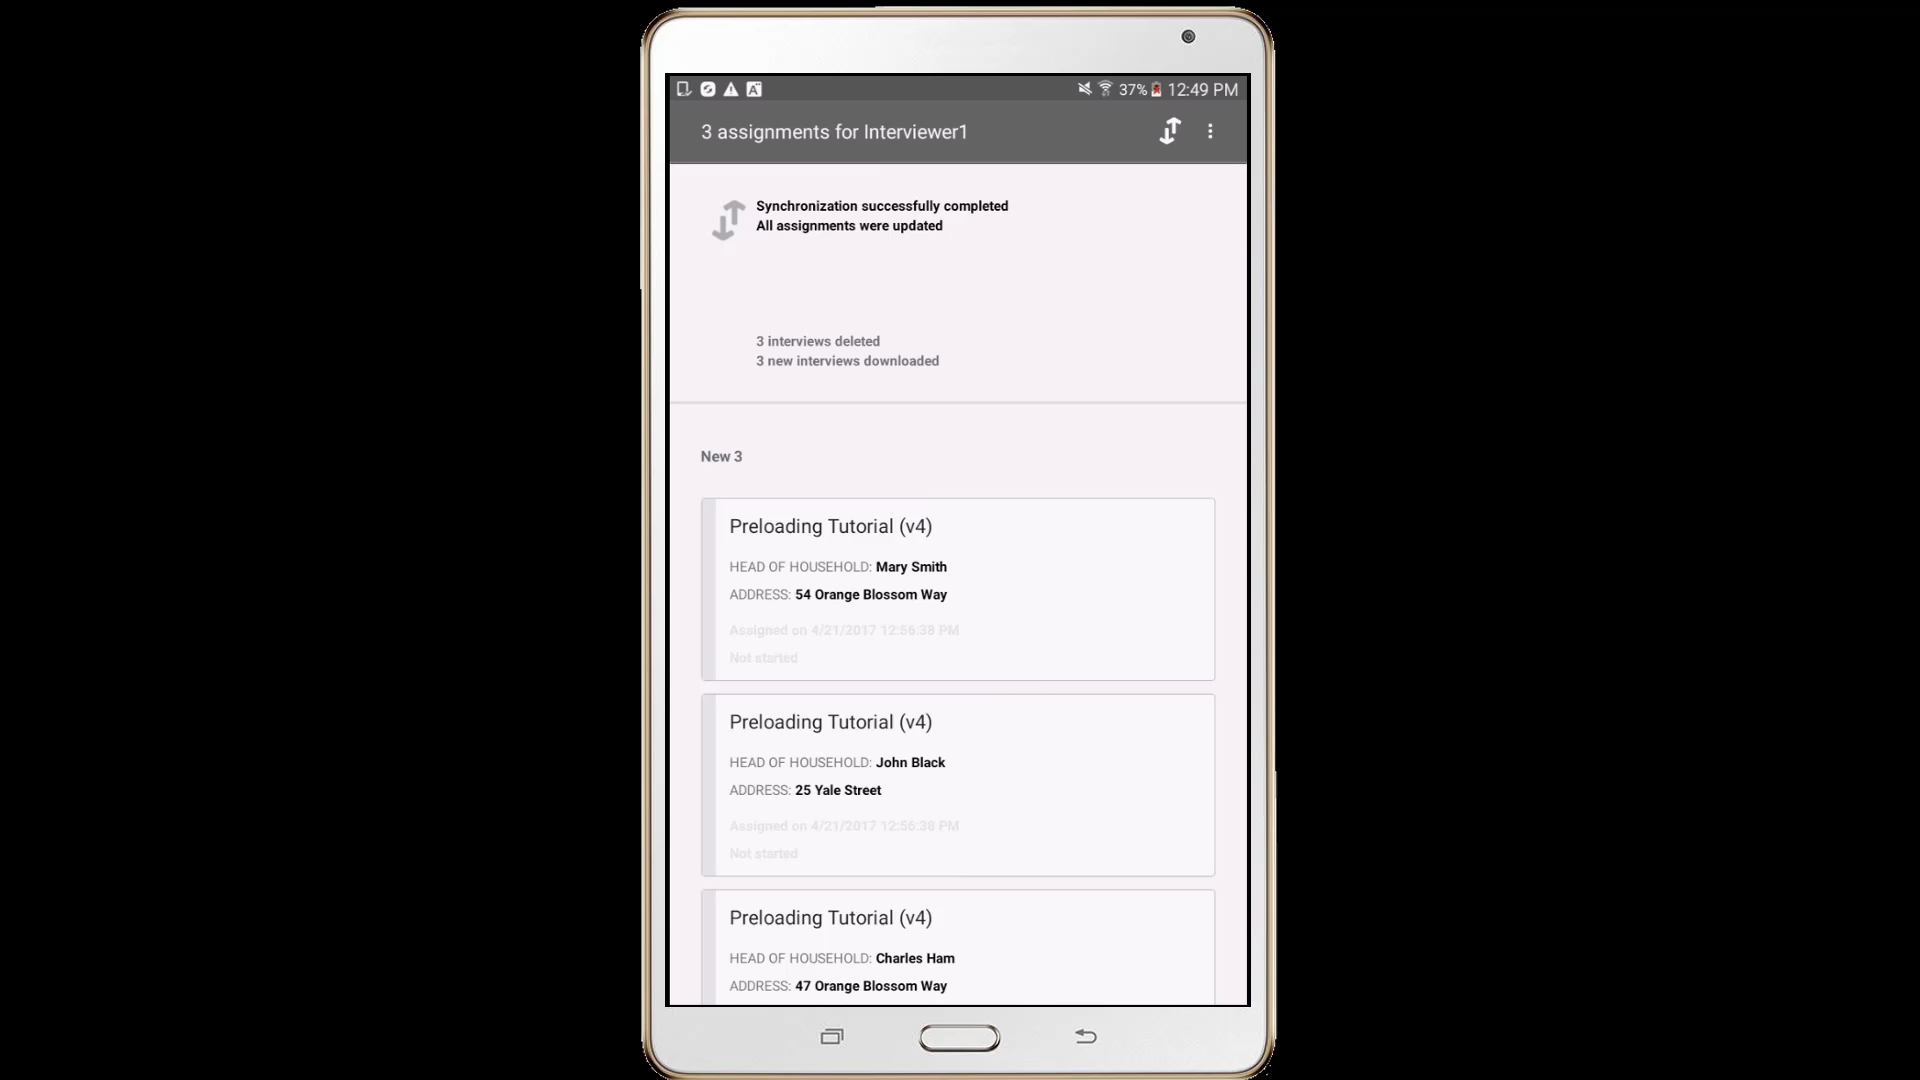 37% 12:49 PM
3 assignments for Interviewer1
Synchronization successfully completed
All assignments were updated
3 interviews deleted
3 new interviews downloaded
New 3
Preloading Tutorial (v4)
HEAD OF HOUSEHOLD: Mary Smith
ADDRESS: 54 Orange Blossom Way
Assigned on 4/21/2017 12:56:38 PM
Not started
Preloading Tutorial (v4)
HEAD OF HOUSEHOLD: John Black
ADDRESS: 25 Yale Street
Assigned on 4/21/2017 12:56:38 PM
Not started
Preloading Tutorial (v4)
HEAD OF HOUSEHOLD: Charles Ham
ADDRESS: 47 Orange Blossom Way